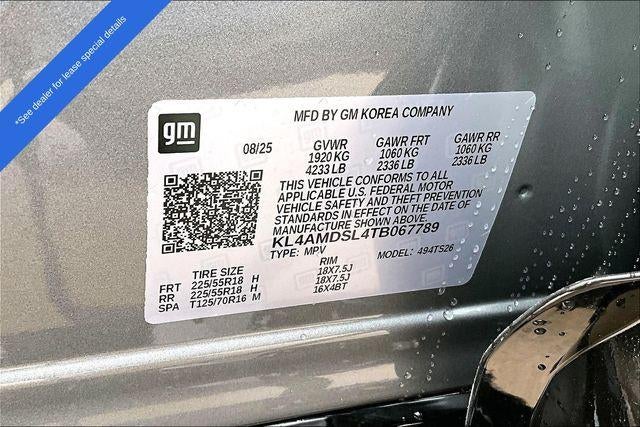 *See dealer for lease special details
gm
MFD BY GM KOREA COMPANY
08/25 GVWR GAWR FRT GAWR RR
1920 KG 1060 KG 1060 KG
4233 LB 2336 LB 2336 LB
THIS VEHICLE CONFORMS TO ALL
APPLICABLE U.S. FEDERAL MOTOR
VEHICLE SAFETY AND THEFT PREVENTION
STANDARDS IN EFFECT ON THE DATE OF
MANUFACTURE SHOWN ABOVE.
KL4AMDSL4TB067789
TYPE: MPV MODEL: 494TS26
TIRE SIZE RIM
FRT 225/55R18 H 18X7.5J
RR 225/55R18 H 18X7.5J
SPA T125/70R16 M 16X4BT